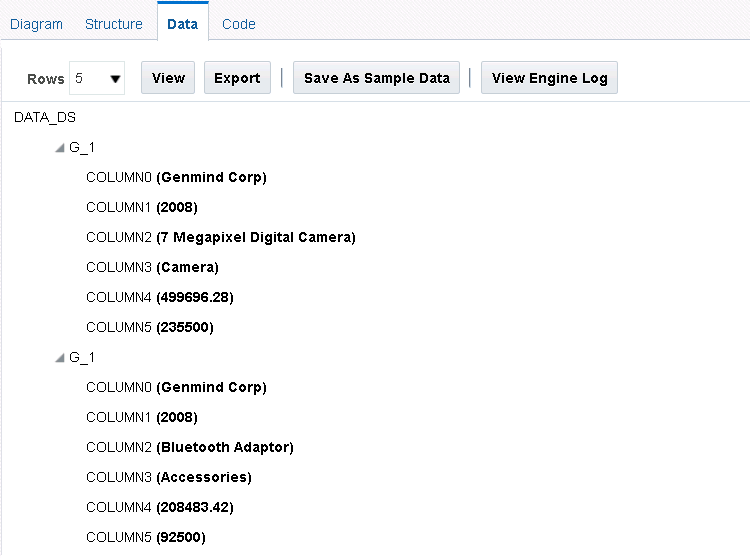 Diagram Structure Data Code
Rows 5 View Export Save As Sample Data View Engine Log
DATA_DS
G_1
COLUMN0 (Genmind Corp)
COLUMN1 (2008)
COLUMN2 (7 Megapixel Digital Camera)
COLUMN3 (Camera)
COLUMN4 (499696.28)
COLUMN5 (235500)
G_1
COLUMN0 (Genmind Corp)
COLUMN1 (2008)
COLUMN2 (Bluetooth Adaptor)
COLUMN3 (Accessories)
COLUMN4 (208483.42)
COLUMN5 (92500)